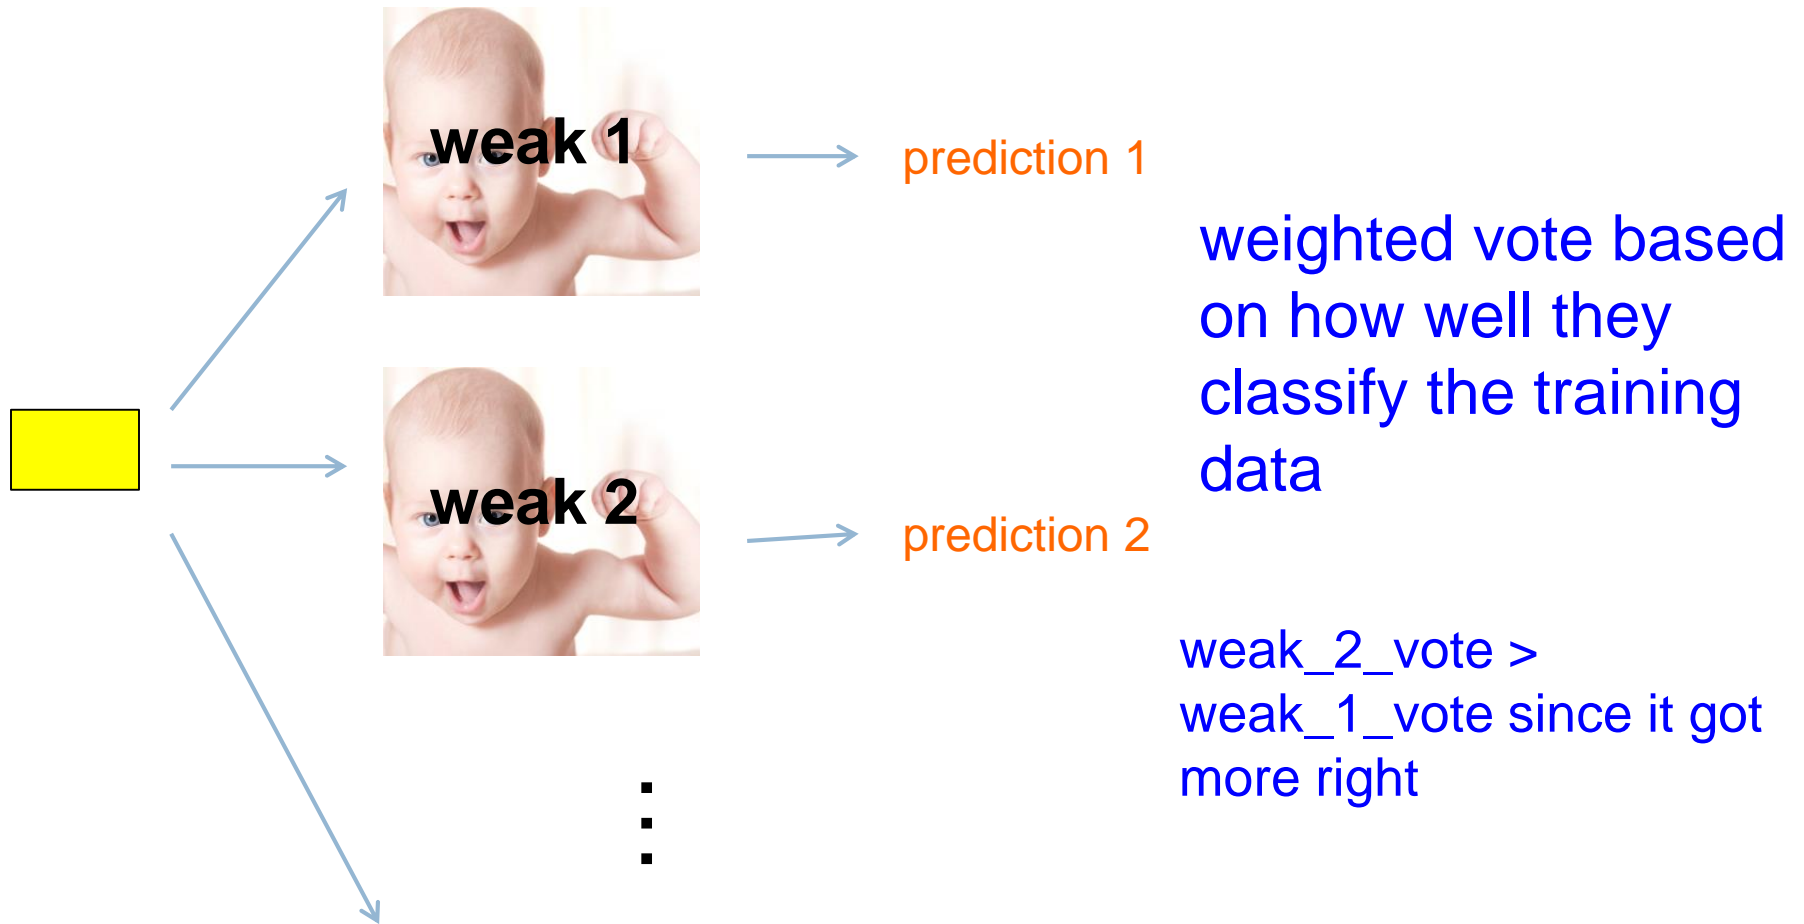 weak 1
prediction 1
weighted vote based
on how well they
classify the training
data
weak 2
prediction 2
weak_2_vote >
weak_1_vote since it got
more right